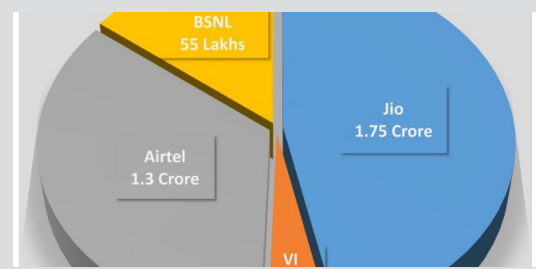 BSNL
55 Lakhs
Jio
1.75 Crore
Airtel
1.3 Crore
VI